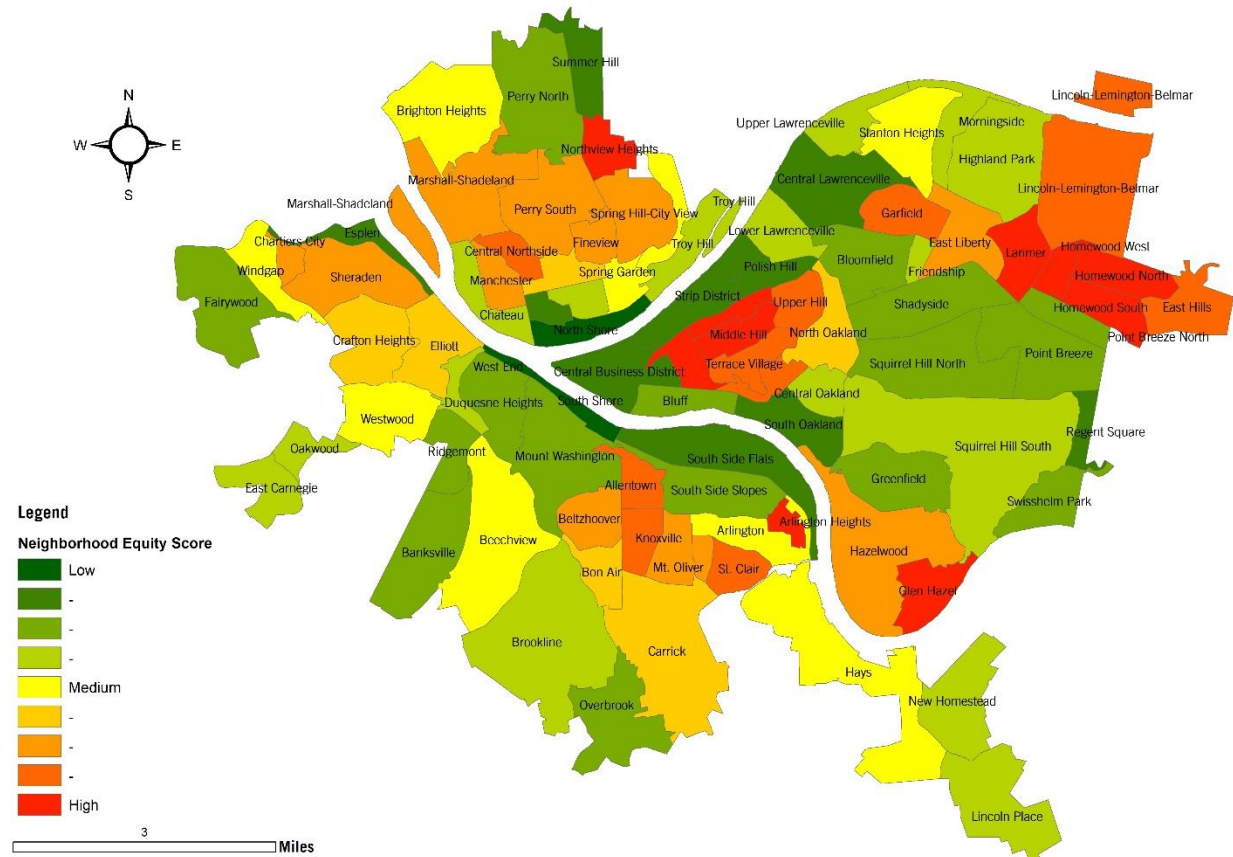 N
W E
S
Summer Hill
Brighton Heights
Perry North
Lincoln-Lemington-Belmar
Upper Lawrenceville
Morningside
Stanton Heights
Northview Heights
Highland Park
Central Lawrenceville
Marshall-Shadeland
Lincoln-Lemington-Belmar
Marshall-Shadeland
Troy Hill
Perry South
Spring Hill-City View
Garfield
Esplen
Lower Lawrenceville
Chartiers City
Fineview
Troy Hill
East Liberty
Homewood West
Central Northside
Larimer
Windgap
Sheraden
Polish Hill
Bloomfield
Friendship
Spring Garden
Homewood North
Manchester
Fairywood
Strip District
Upper Hill
Shadyside
Homewood South
East Hills
Chateau
North Shore
Middle Hill
North Oakland
Point Breeze North
Crafton Heights
Elliott
Point Breeze
Terrace Village
Squirrel Hill North
West End
Central Business District
Central Oakland
South Shore
Bluff
Duquesne Heights
Westwood
South Oakland
Regent Square
Oakwood
Squirrel Hill South
Ridgemont
Mount Washington
South Side Flats
East Carnegie
Greenfield
Allentown
South Side Slopes
Swisshelm Park
Beltzhoover
Arlington Heights
Arlington
Knoxville
Beechview
Banksville
Hazelwood
Bon Air
Mt. Oliver
St. Clair
Glen Hazel
Brookline
Carrick
Hays
Overbrook
New Homestead
Lincoln Place
Legend
Neighborhood Equity Score
Low
-
-
-
Medium
-
-
-
High
3
Miles